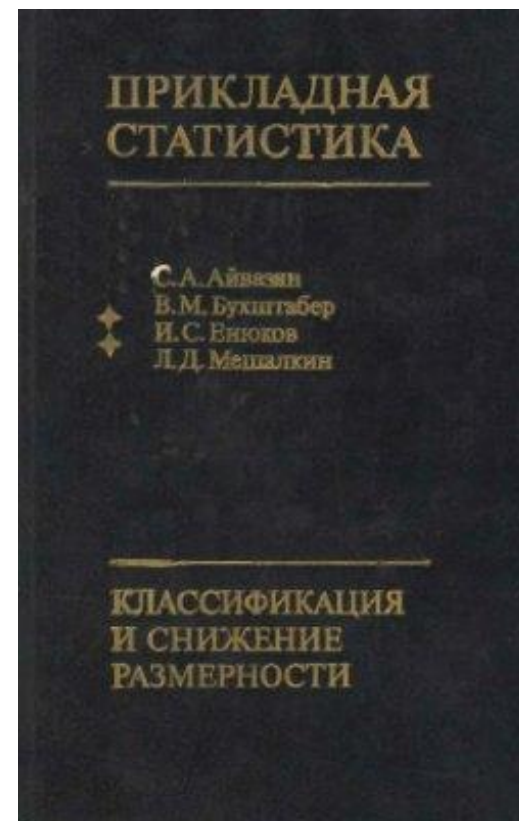 ПРИКЛАДНАЯ
СТАТИСТИКА
С. А. Айвазян
В. М. Бухштабер
И. С. Енюков
Л. Д. Мешалкин
КЛАССИФИКАЦИЯ
И СНИЖЕНИЕ
РАЗМЕРНОСТИ